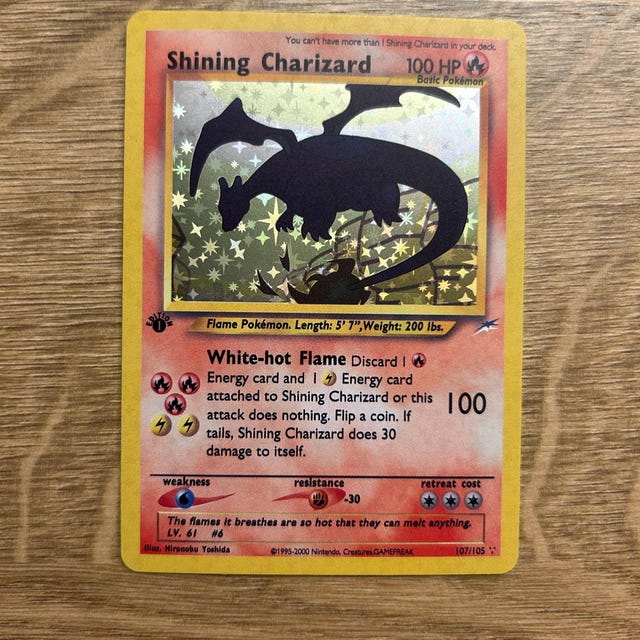 You can't have more than 1 Shining Charizard in your deck.
Shining Charizard 100 HP
Basic Pokémon
EDITION 1
Flame Pokémon. Length: 5' 7", Weight: 200 lbs.
White-hot Flame Discard 1
Energy card and 1 Energy card
attached to Shining Charizard or this
attack does nothing. Flip a coin. If
tails, Shining Charizard does 30
damage to itself.
100
weakness resistance retreat cost
-30
The flames it breathes are so hot that they can melt anything.
LV. 61 #6
Illus. Hironobu Yoshida ©1995-2000 Nintendo, Creatures,GAMEFREAK 107/105